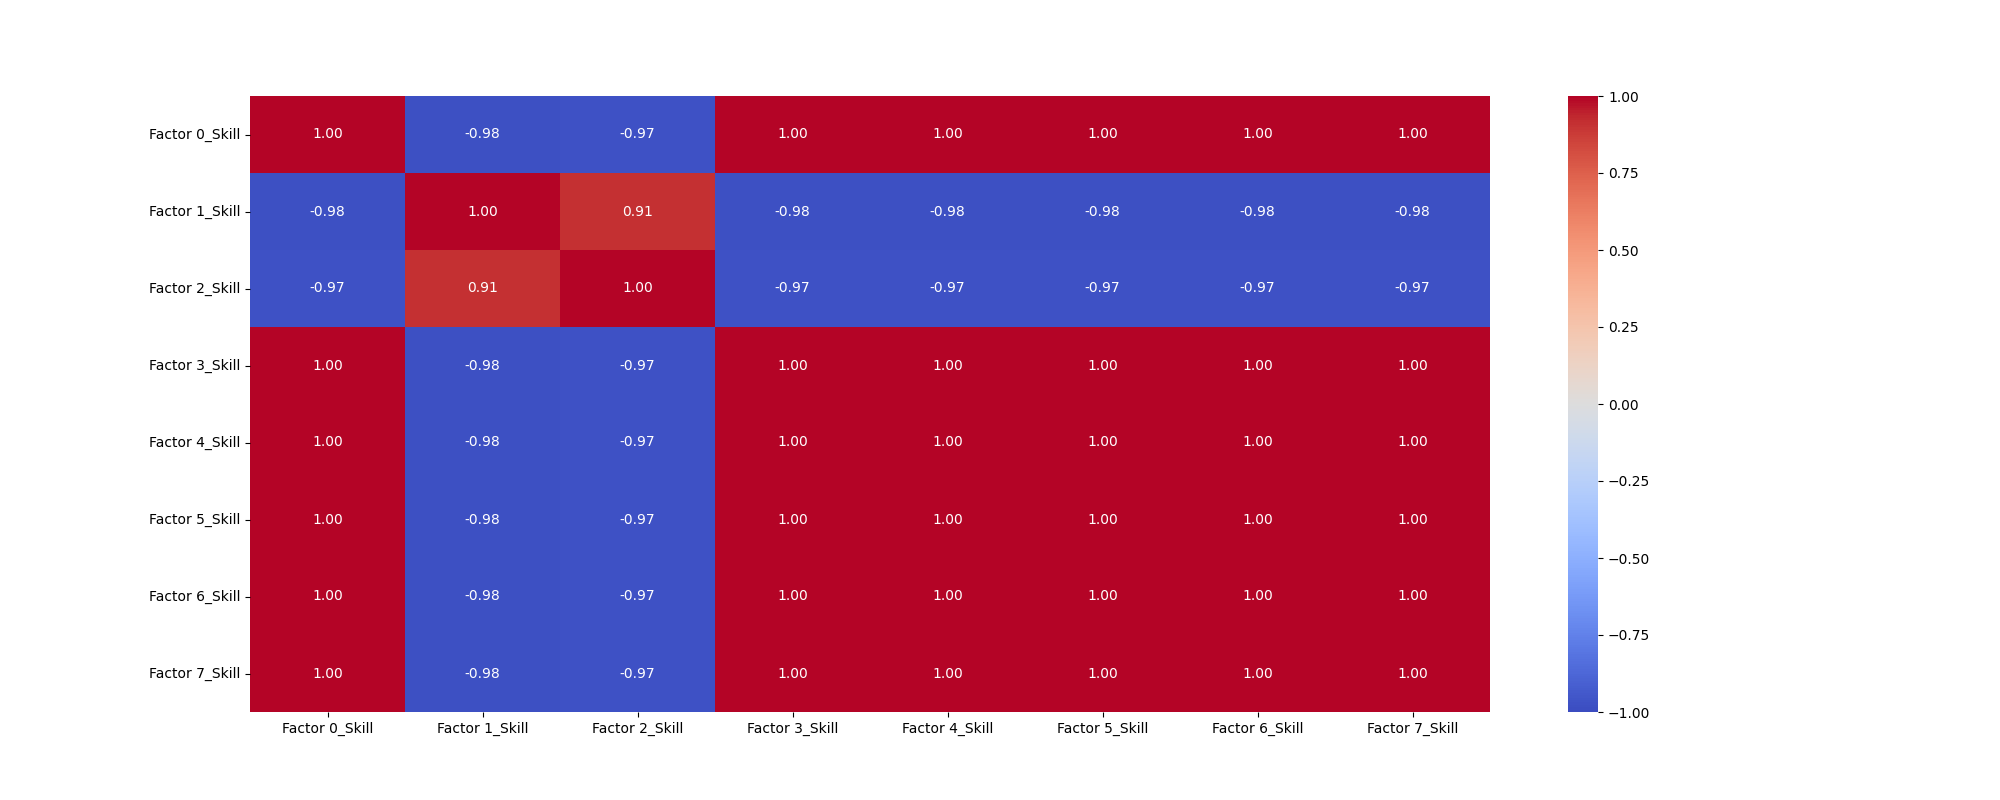 Factor 0_Skill 1.00 -0.98 -0.97 1.00 1.00 1.00 1.00 1.00
Factor 1_Skill -0.98 1.00 0.91 -0.98 -0.98 -0.98 -0.98 -0.98
Factor 2_Skill -0.97 0.91 1.00 -0.97 -0.97 -0.97 -0.97 -0.97
Factor 3_Skill 1.00 -0.98 -0.97 1.00 1.00 1.00 1.00 1.00
Factor 4_Skill 1.00 -0.98 -0.97 1.00 1.00 1.00 1.00 1.00
Factor 5_Skill 1.00 -0.98 -0.97 1.00 1.00 1.00 1.00 1.00
Factor 6_Skill 1.00 -0.98 -0.97 1.00 1.00 1.00 1.00 1.00
Factor 7_Skill 1.00 -0.98 -0.97 1.00 1.00 1.00 1.00 1.00
Factor 0_Skill Factor 1_Skill Factor 2_Skill Factor 3_Skill Factor 4_Skill Factor 5_Skill Factor 6_Skill Factor 7_Skill
1.00
0.75
0.50
0.25
0.00
−0.25
−0.50
−0.75
−1.00